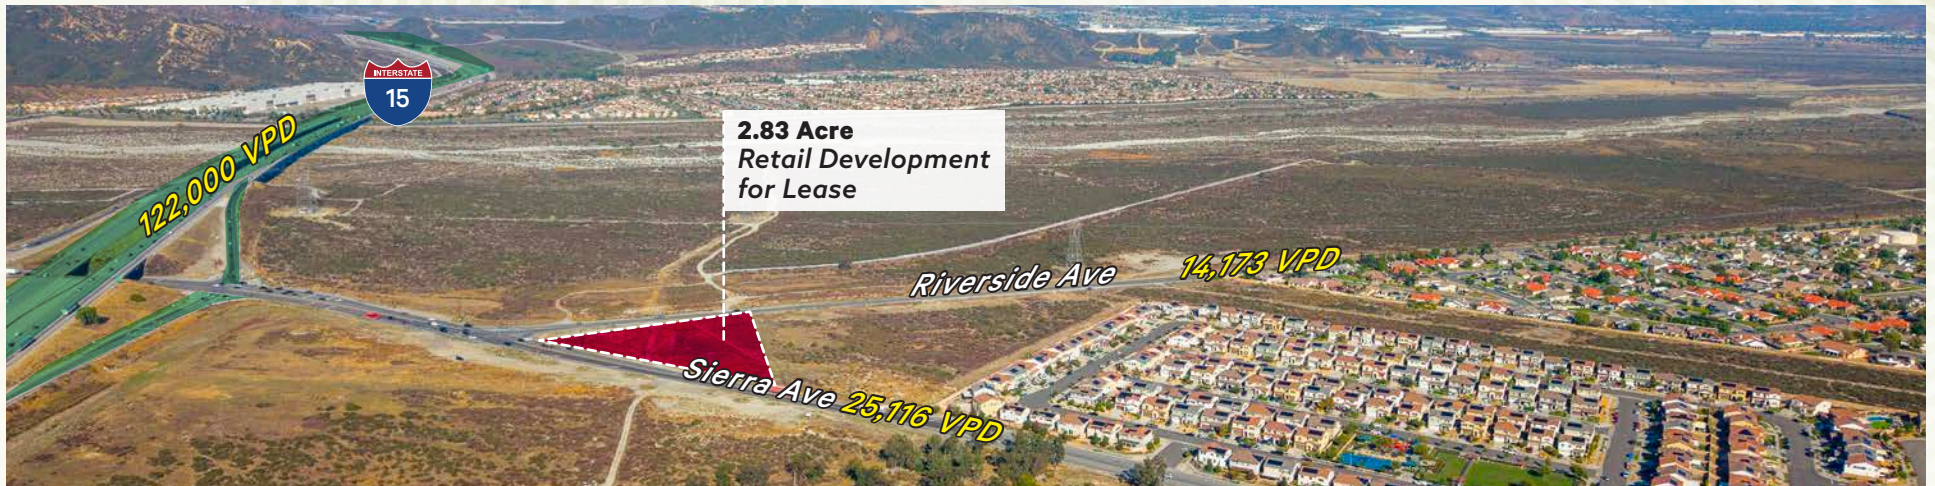 INTERSTATE
15
122,000 VPD
2.83 Acre
Retail Development
for Lease
Riverside Ave 14,173 VPD
Sierra Ave 25,116 VPD